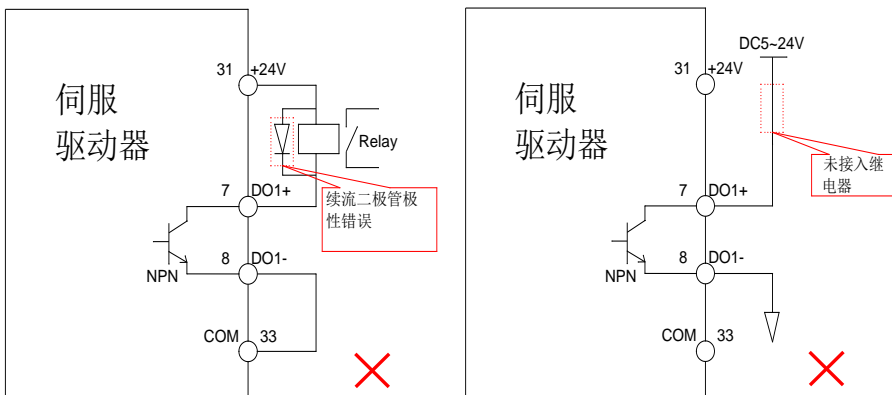 伺服
驱动器
31
+24V
Relay
7
DO1+
续流二极管极
性错误
8
DO1-
NPN
COM
33
伺服
驱动器
DC5~24V
31
+24V
未接入继
电器
7
DO1+
8
DO1-
NPN
COM
33